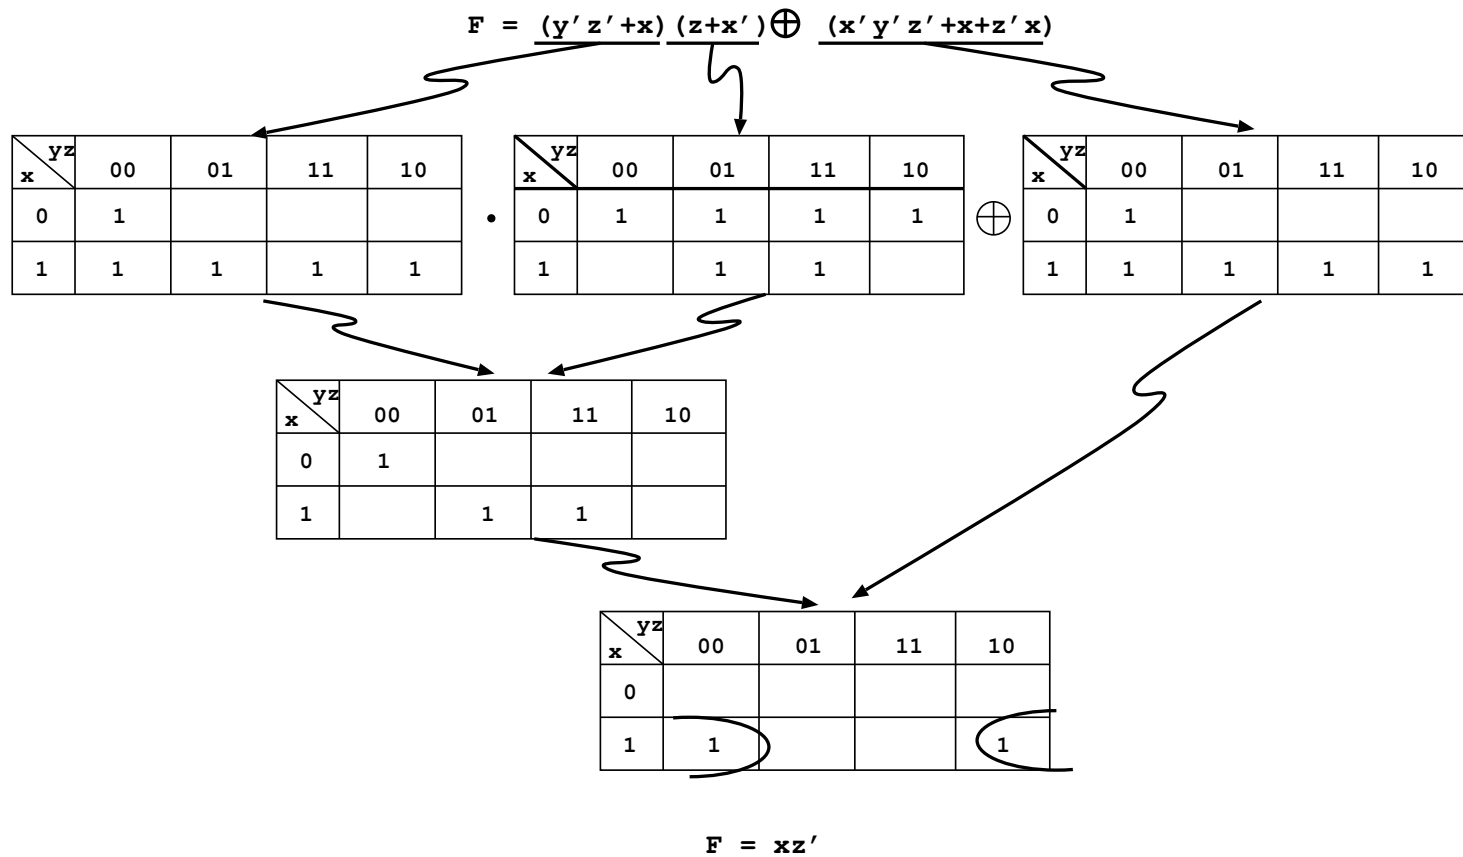 F = (y′z′+x)(z+x′)⊕ (x′y′z′+x+z′x)
yz yz yz
x 00 01 11 10 x 00 01 11 10 x 00 01 11 10
0 1 • 0 1 1 1 1 ⊕ 0 1
1 1 1 1 1 1 1 1 1 1 1 1 1
yz
x 00 01 11 10
0 1
1 1 1
yz
x 00 01 11 10
0
1 1 1
F = xz′